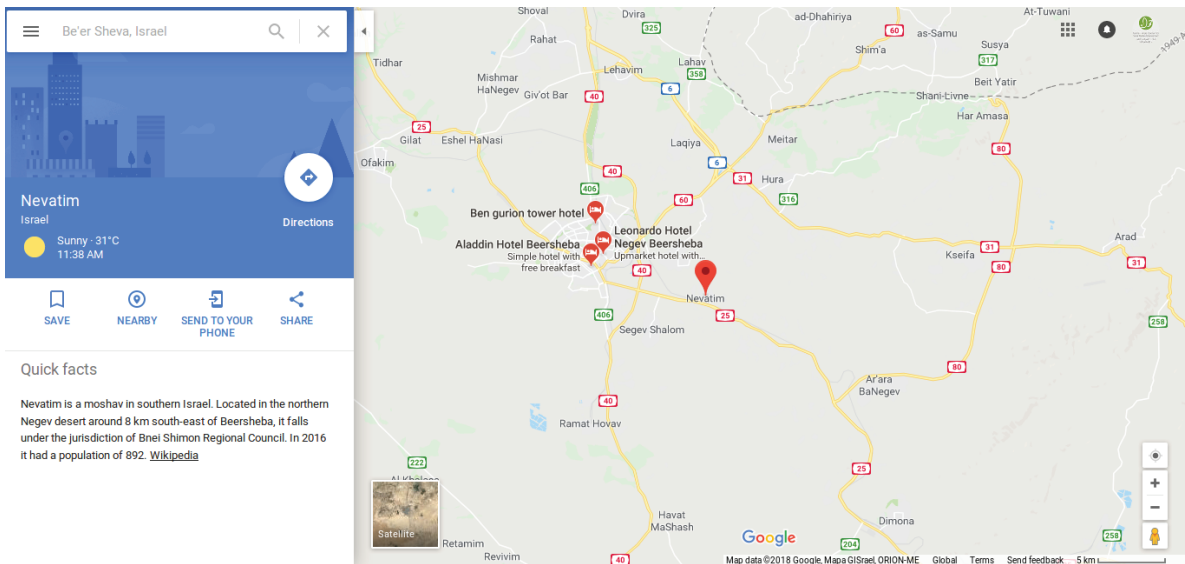 Be'er Sheva, Israel
Nevatim
Israel
Directions
Sunny · 31°C
11:38 AM
SAVE
NEARBY
SEND TO YOUR
PHONE
SHARE
Quick facts
Nevatim is a moshav in southern Israel. Located in the northern
Negev desert around 8 km south-east of Beersheba, it falls
under the jurisdiction of Bnei Shimon Regional Council. In 2016
it had a population of 892. Wikipedia
Shoval
Dvira
ad-Dhahiriya
At-Tuwani
325
60
as-Samu
Rahat
Shim'a
Susya
1949-A
Tidhar
Lehavim
Lahav
317
358
Mishmar
HaNegev
Giv'ot Bar
40
6
Beit Yatir
Shani-Livne
Har Amasa
25
Gilat
Eshel HaNasi
Laqiya
Meitar
80
Ofakim
6
40
31
Hura
406
60
316
Ben gurion tower hotel
Leonardo Hotel
Negev Beersheba
Upmarket hotel with...
Aladdin Hotel Beersheba
Simple hotel with
free breakfast
Arad
31
Kseifa
40
80
31
Nevatim
406
25
258
Segev Shalom
80
Ar'ara
BaNegev
40
Ramat Hovav
222
25
Satellite
Havat
MaShash
Dimona
Retamim
Google
204
258
Revivim
40
Map data ©2018 Google, Mapa GISrael, ORION-ME
Global
Terms
Send feedback
5 km